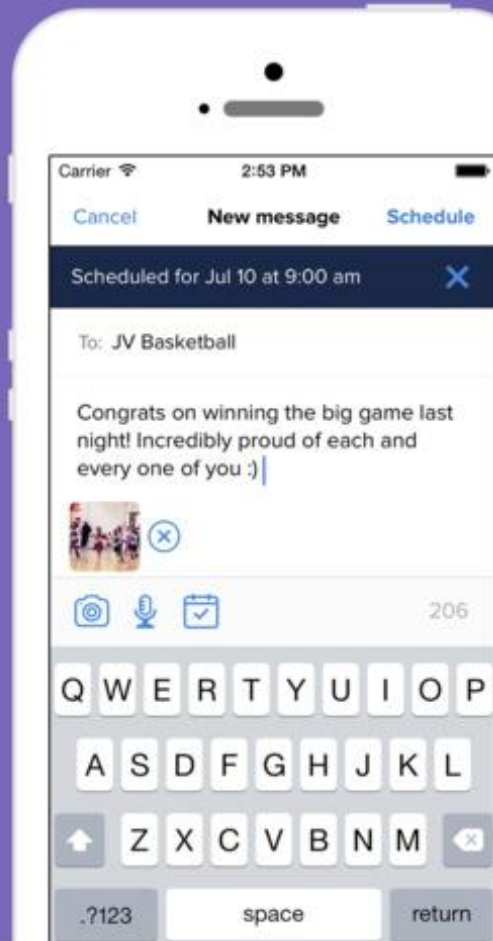 Carrier 2:53 PM
Cancel New message Schedule
Scheduled for Jul 10 at 9:00 am
To: JV Basketball
Congrats on winning the big game last
night! Incredibly proud of each and
every one of you :)
206
Q W E R T Y U I O P
A S D F G H J K L
Z X C V B N M
.?123 space return